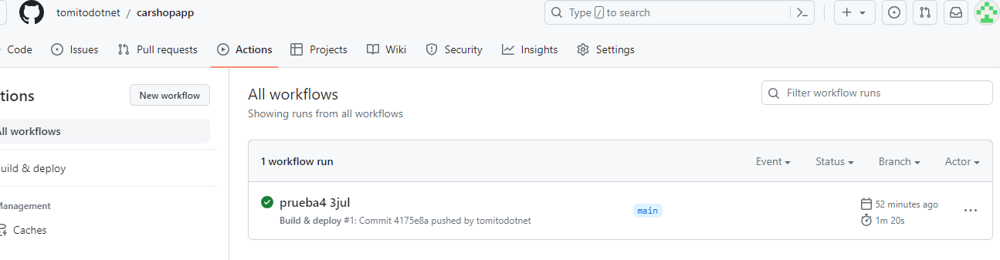 tomitodotnet / carshopapp
Type / to search
Code
Issues
Pull requests
Actions
Projects
Wiki
Security
Insights
Settings
tions
New workflow
All workflows
uild & deploy
Management
Caches
All workflows
Showing runs from all workflows
Filter workflow runs
1 workflow run
Event
Status
Branch
Actor
prueba4 3jul
Build & deploy #1: Commit 4175e8a pushed by tomitodotnet
main
52 minutes ago
1m 20s